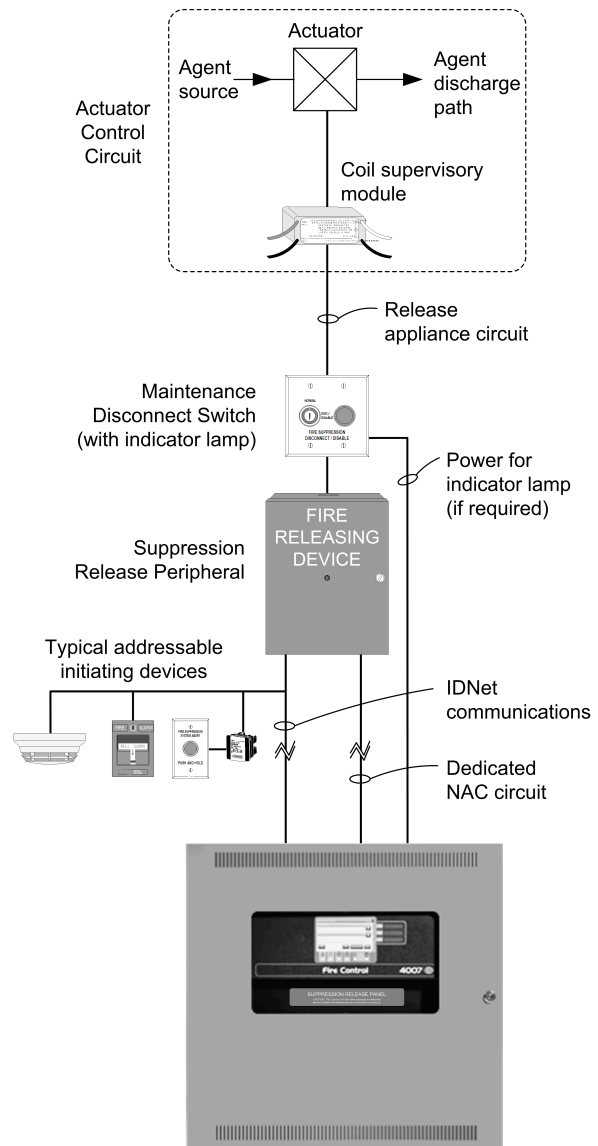 Actuator
Agent
source
Agent
discharge
path
Actuator
Control
Circuit
Coil supervisory
module
Release
appliance circuit
Maintenance
Disconnect Switch
(with indicator lamp)
NORMAL
DISC /
DISABLE
FIRE SUPPRESSION
DISCONNECT / DISABLE
Power for
indicator lamp
(if required)
FIRE
RELEASING
DEVICE
Suppression
Release Peripheral
Typical addressable
initiating devices
FIRE ALARM
PULL DOWN
FIRE SUPPRESSION
SYSTEM ABORT
PUSH AND HOLD
IDNet
communications
Dedicated
NAC circuit
Fire Control 4007
SUPPRESSION RELEASE PANEL